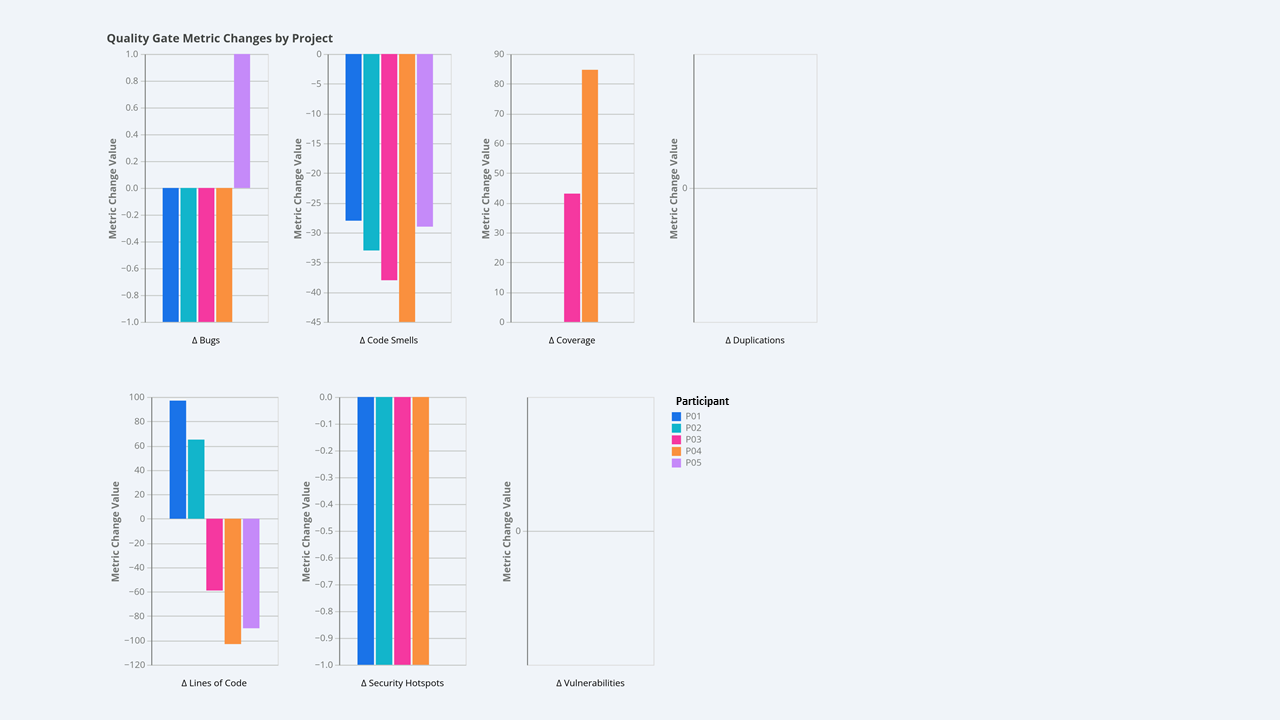 Quality Gate Metric Changes by Project
Metric Change Value
1.0
0.8
0.6
0.4
0.2
0.0
−0.2
−0.4
−0.6
−0.8
−1.0
Δ Bugs
Metric Change Value
0
−5
−10
−15
−20
−25
−30
−35
−40
−45
Δ Code Smells
Metric Change Value
90
80
70
60
50
40
30
20
10
0
Δ Coverage
Metric Change Value
0
Δ Duplications
Metric Change Value
100
80
60
40
20
0
−20
−40
−60
−80
−100
−120
Δ Lines of Code
Metric Change Value
0.0
−0.1
−0.2
−0.3
−0.4
−0.5
−0.6
−0.7
−0.8
−0.9
−1.0
Δ Security Hotspots
Metric Change Value
0
Δ Vulnerabilities
Participant
P01
P02
P03
P04
P05